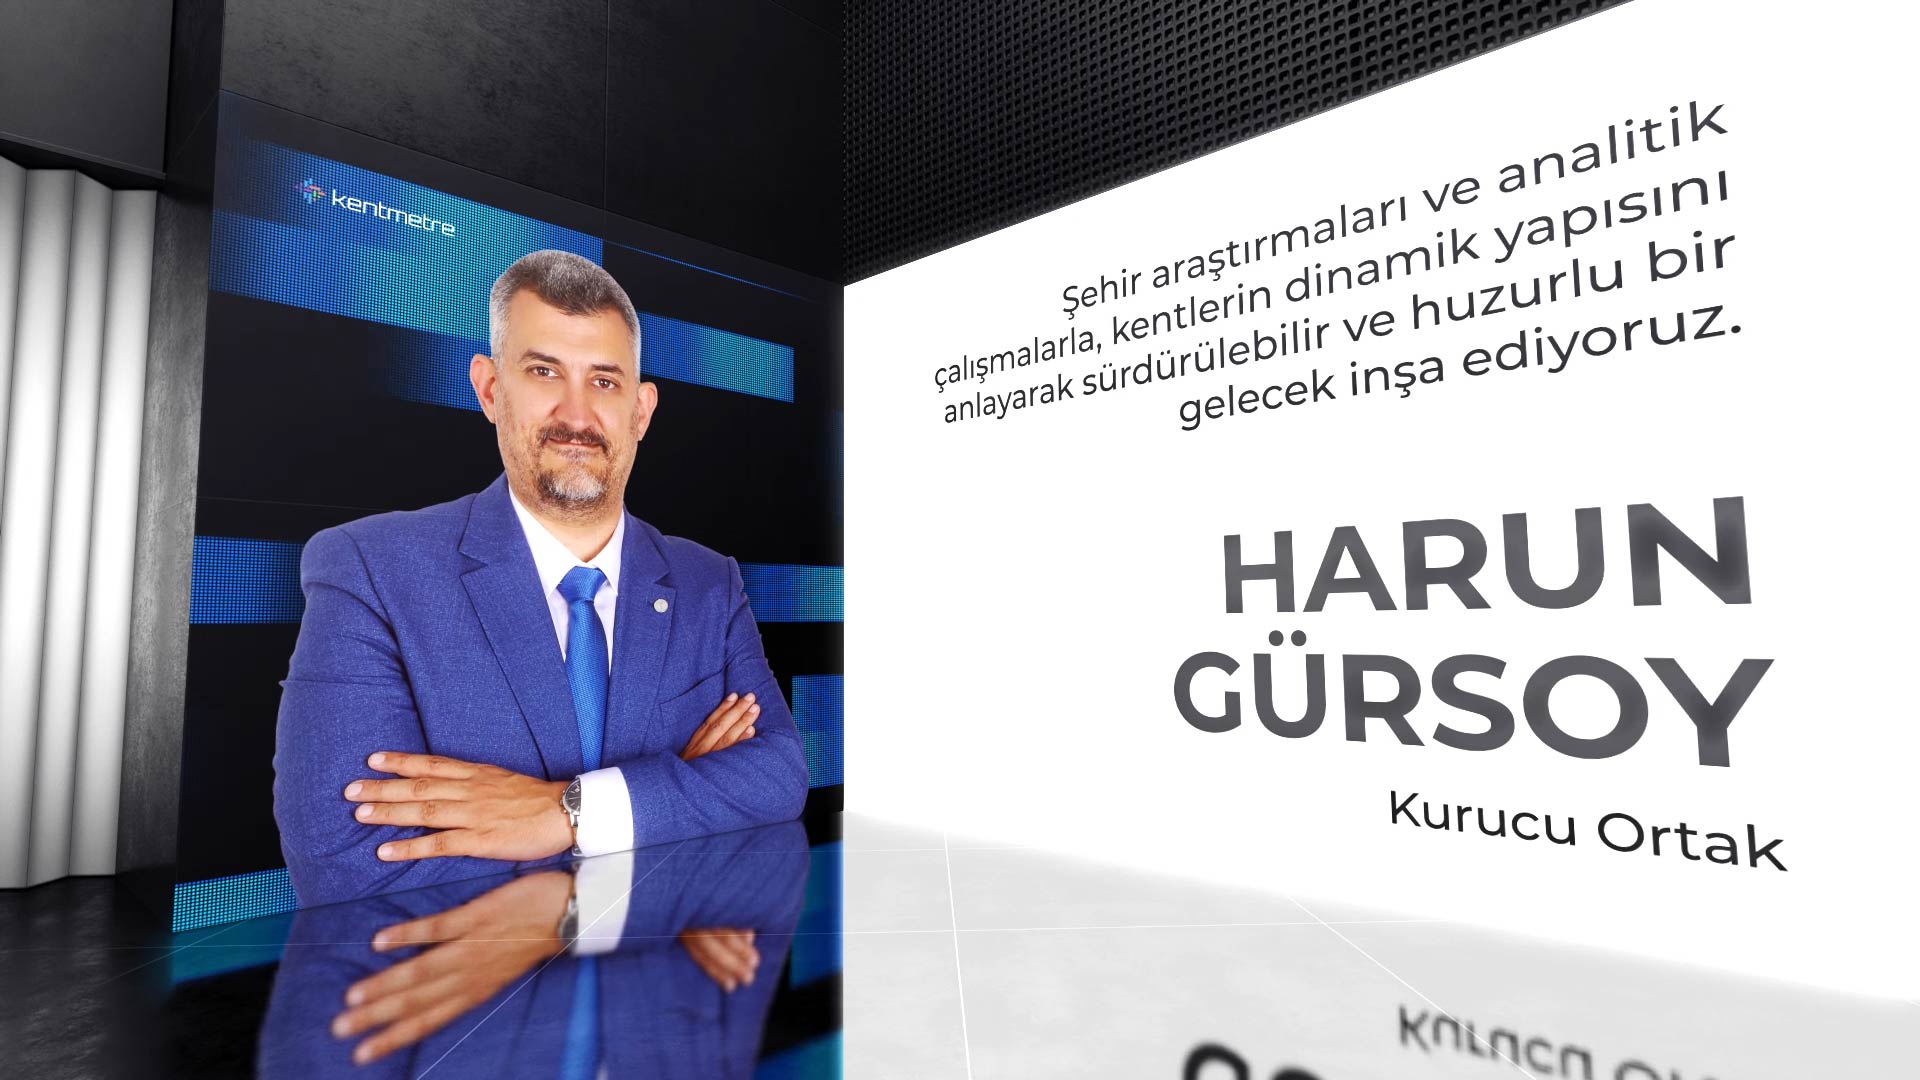 kentmetre
Şehir araştırmaları ve analitik
çalışmalarla, kentlerin dinamik yapısını
anlayarak sürdürülebilir ve huzurlu bir
gelecek inşa ediyoruz.
HARUN
GÜRSOY
Kurucu Ortak